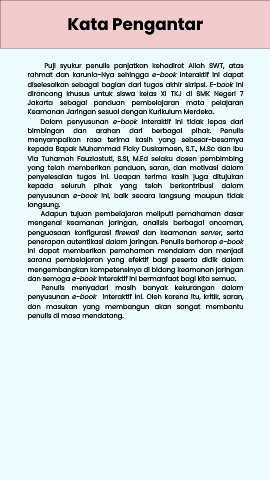 Kata Pengantar
Puji syukur penulis panjatkan kehadirat Allah SWT, atas
rahmat dan karunia-Nya sehingga e-book interaktif ini dapat
diselesaikan sebagai bagian dari tugas akhir skripsi. E-book ini
dirancang khusus untuk siswa kelas XI TKJ di SMK Negeri 7
Jakarta sebagai panduan pembelajaran mata pelajaran
Keamanan Jaringan sesuai dengan Kurikulum Merdeka.
Dalam penyusunan e-book interaktif ini tidak lepas dari
bimbingan dan arahan dari berbagai pihak. Penulis
menyampaikan rasa terima kasih yang sebesar-besarnya
kepada Bapak Muhammad Ficky Duskarnaen, S.T., M.Sc dan Ibu
Via Tuhamah Fauziastuti, S.Si, M.Ed selaku dosen pembimbing
yang telah memberikan panduan, saran, dan motivasi dalam
penyelesaian tugas ini. Ucapan terima kasih juga ditujukan
kepada seluruh pihak yang telah berkontribusi dalam
penyusunan e-book ini, baik secara langsung maupun tidak
langsung.
Adapun tujuan pembelajaran meliputi pemahaman dasar
mengenai keamanan jaringan, analisis berbagai ancaman,
penguasaan konfigurasi firewall dan keamanan server, serta
penerapan autentikasi dalam jaringan. Penulis berharap e-book
ini dapat memberikan pemahaman mendalam dan menjadi
sarana pembelajaran yang efektif bagi peserta didik dalam
mengembangkan kompetensinya di bidang keamanan jaringan
dan semoga e-book interaktif ini bermanfaat bagi kita semua.
Penulis menyadari masih banyak kekurangan dalam
penyusunan e-book interaktif ini. Oleh karena itu, kritik, saran,
dan masukan yang membangun akan sangat membantu
penulis di masa mendatang.